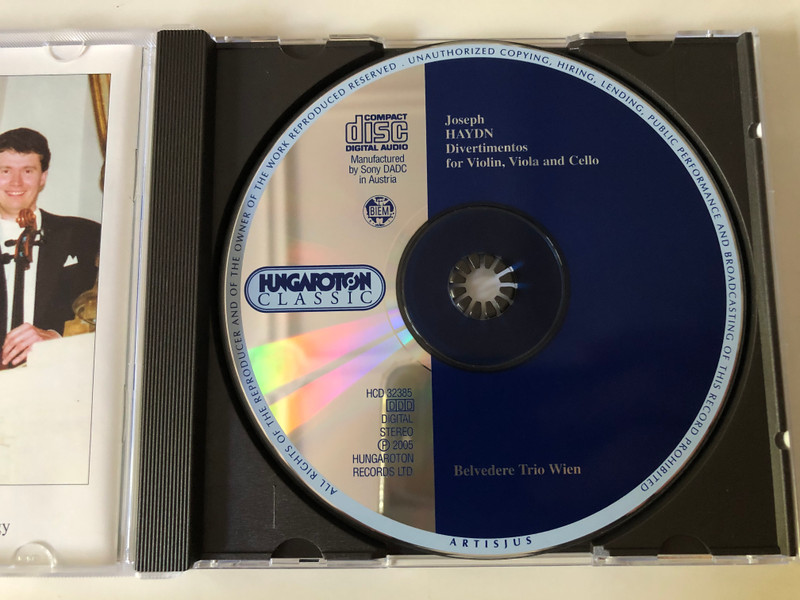 COMPACT
disc
DIGITAL AUDIO
Manufactured
by Sony DADC
in Austria
BIEM
HUNGAROTON
CLASSIC
HCD 32385
DDD
DIGITAL
STEREO
Ⓟ 2005
HUNGAROTON
RECORDS LTD
Joseph
HAYDN
Divertimentos
for Violin, Viola and Cello
Belvedere Trio Wien
ALL RIGHTS OF THE REPRODUCER AND OF THE OWNER OF THE WORK REPRODUCED RESERVED . UNAUTHORIZED COPYING, HIRING, LENDING, PUBLIC PERFORMANCE AND BROADCASTING OF THIS RECORD PROHIBITED
ARTISJUS